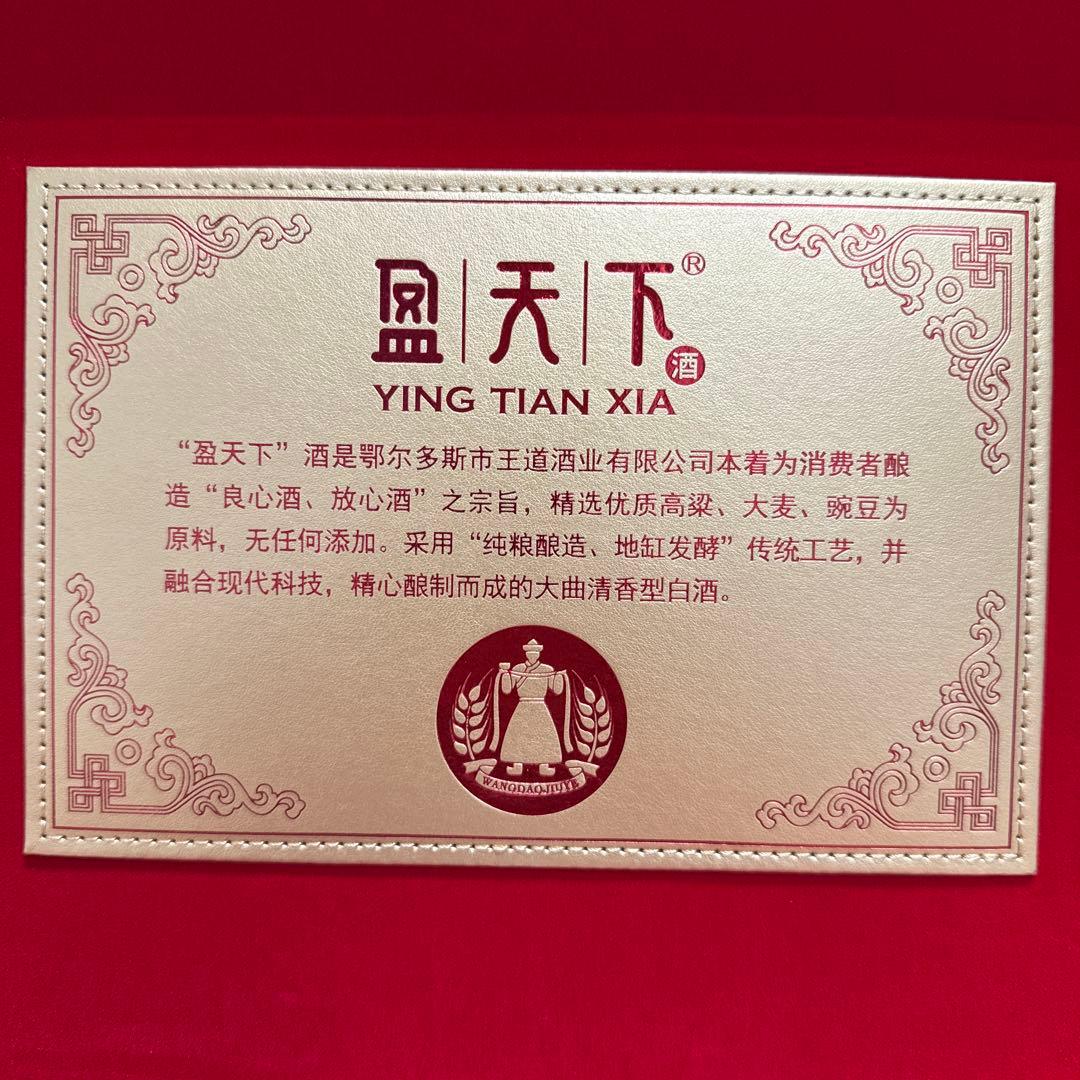 盈天下®
酒
YING TIAN XIA
“盈天下”酒是鄂尔多斯市王道酒业有限公司本着为消费者酿
造“良心酒、放心酒”之宗旨，精选优质高粱、大麦、豌豆为
原料，无任何添加。采用“纯粮酿造、地缸发酵”传统工艺，并
融合现代科技，精心酿制而成的大曲清香型白酒。
WANGDAOJIUYE